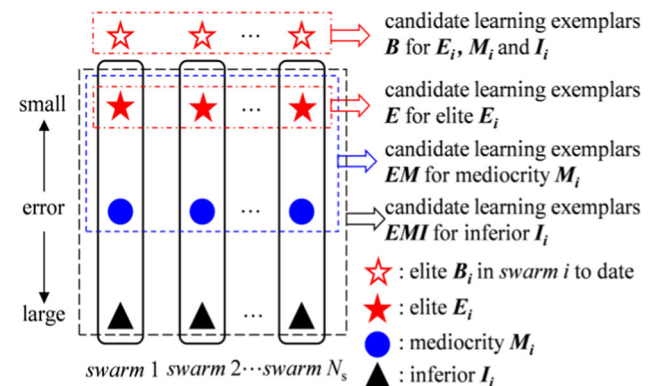 candidate learning exemplars
B for Eᵢ, Mᵢ and Iᵢ
candidate learning exemplars
E for elite Eᵢ
candidate learning exemplars
EM for mediocrity Mᵢ
candidate learning exemplars
EMI for inferior Iᵢ
small
error
large
...
...
...
...
: elite Bᵢ in swarm i to date
: elite Eᵢ
: mediocrity Mᵢ
: inferior Iᵢ
swarm 1 swarm 2···swarm Nₛ